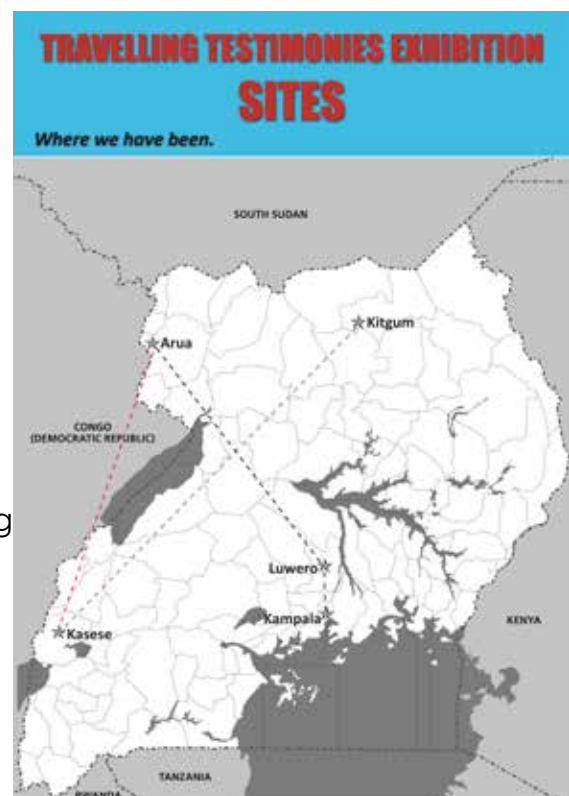 TRAVELLING TESTIMONIES EXHIBITION
SITES
Where we have been.
SOUTH SUDAN
Kitgum
Arua
CONGO
(DEMOCRATIC REPUBLIC)
g
Luwero
Kampala
Kasese
KENYA
TANZANIA
RWANDA